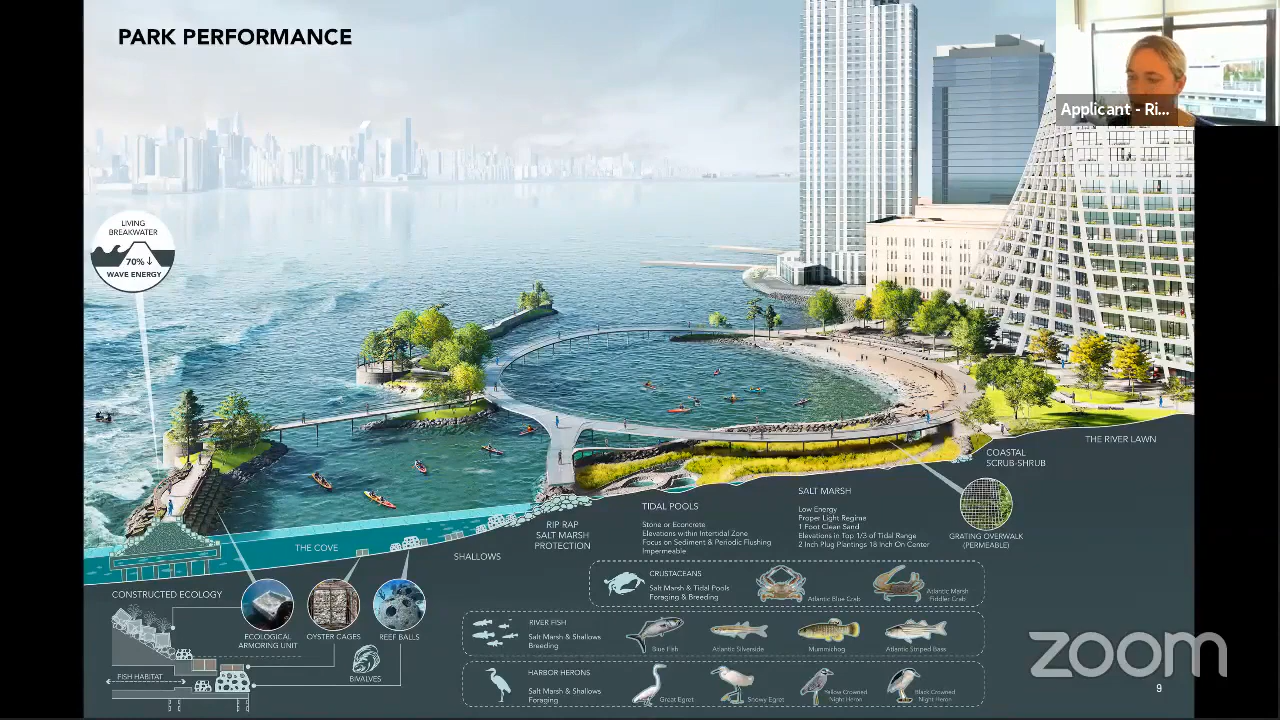 PARK PERFORMANCE
Applicant - Ri...
LIVING
BREAKWATER
70% ↓
WAVE ENERGY
THE RIVER LAWN
COASTAL
SCRUB-SHRUB
SALT MARSH
Low Energy
Proper Light Regime
1 Foot Clean Sand
Elevations in Top 1/3 of Tidal Range
2 Inch Plug Plantings 18 Inch On Center
TIDAL POOLS
Stone or Econcrete
Elevations within Intertidal Zone
Focus on Sediment & Periodic Flushing
Impermeable
GRATING OVERWALK
(PERMEABLE)
RIP RAP
SALT MARSH
PROTECTION
THE COVE
SHALLOWS
CONSTRUCTED ECOLOGY
ECOLOGICAL
ARMORING UNIT
OYSTER CAGES
REEF BALLS
BIVALVES
FISH HABITAT
CRUSTACEANS
Salt Marsh & Tidal Pools
Foraging & Breeding
Atlantic Blue Crab
Atlantic Marsh
Fiddler Crab
RIVER FISH
Salt Marsh & Shallows
Breeding
Blue Fish
Atlantic Silverside
Mummichog
Atlantic Striped Bass
HARBOR HERONS
Salt Marsh & Shallows
Foraging
Great Egret
Snowy Egret
Yellow Crowned
Night Heron
Black Crowned
Night Heron
zoom
9